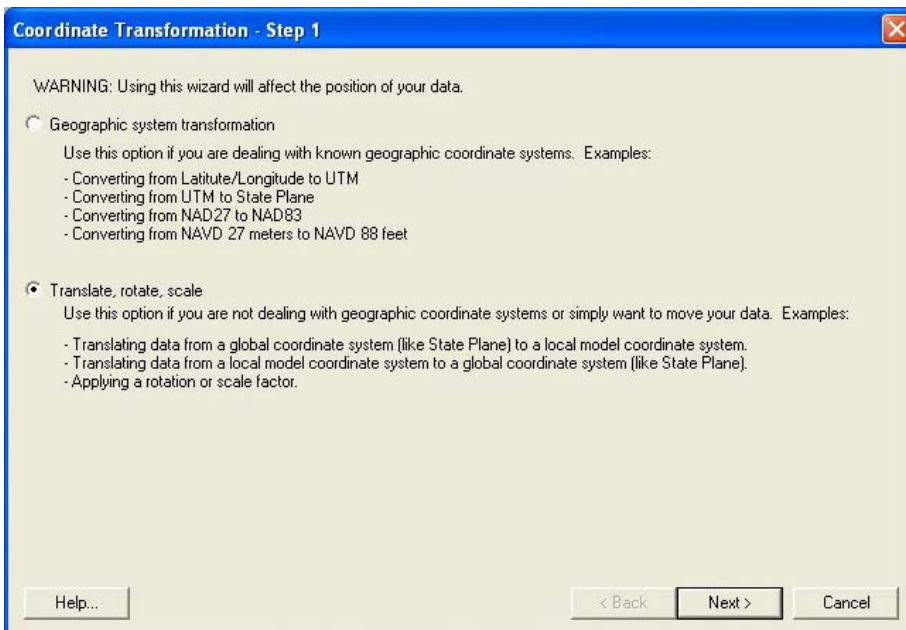 Coordinate Transformation - Step 1
WARNING: Using this wizard will affect the position of your data.
Geographic system transformation
Use this option if you are dealing with known geographic coordinate systems. Examples:
- Converting from Latitute/Longitude to UTM
- Converting from UTM to State Plane
- Converting from NAD27 to NAD83
- Converting from NAVD 27 meters to NAVD 88 feet
Translate, rotate, scale
Use this option if you are not dealing with geographic coordinate systems or simply want to move your data. Examples:
- Translating data from a global coordinate system (like State Plane) to a local model coordinate system.
- Translating data from a local model coordinate system to a global coordinate system (like State Plane).
- Applying a rotation or scale factor.
Help... < Back Next > Cancel